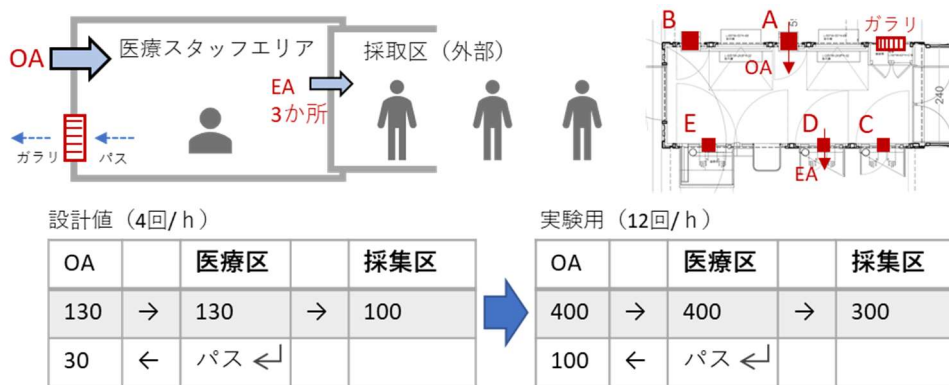 OA
医療スタッフエリア
採取区（外部）
EA
3か所
ガラリ
パス
B
A
ガラリ
OA
240
E
D
C
EA
設計値（4回/ｈ）
OA 医療区 採集区
130 → 130 → 100
30 ← パス
実験用（12回/ｈ）
OA 医療区 採集区
400 → 400 → 300
100 ← パス